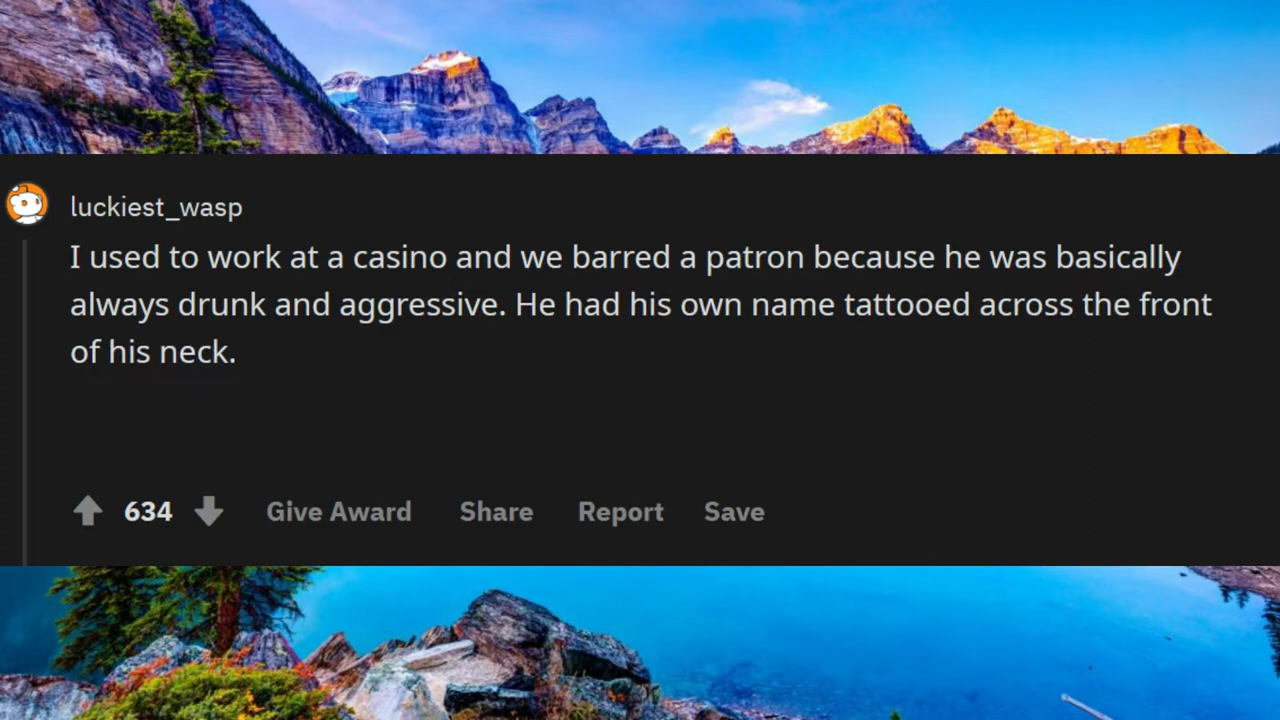 luckiest_wasp
I used to work at a casino and we barred a patron because he was basically
always drunk and aggressive. He had his own name tattooed across the front
of his neck.
634 Give Award Share Report Save